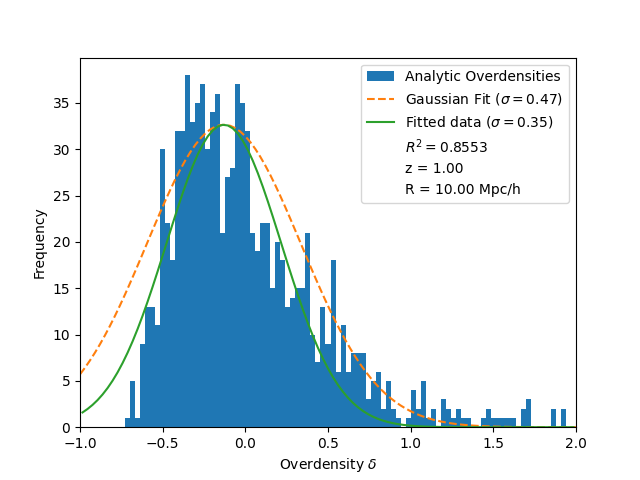 Analytic Overdensities
Gaussian Fit (σ = 0.47)
Fitted data (σ = 0.35)
R² = 0.8553
z = 1.00
R = 10.00 Mpc/h
Frequency
35
30
25
20
15
10
5
0
−1.0 −0.5 0.0 0.5 1.0 1.5 2.0
Overdensity δ